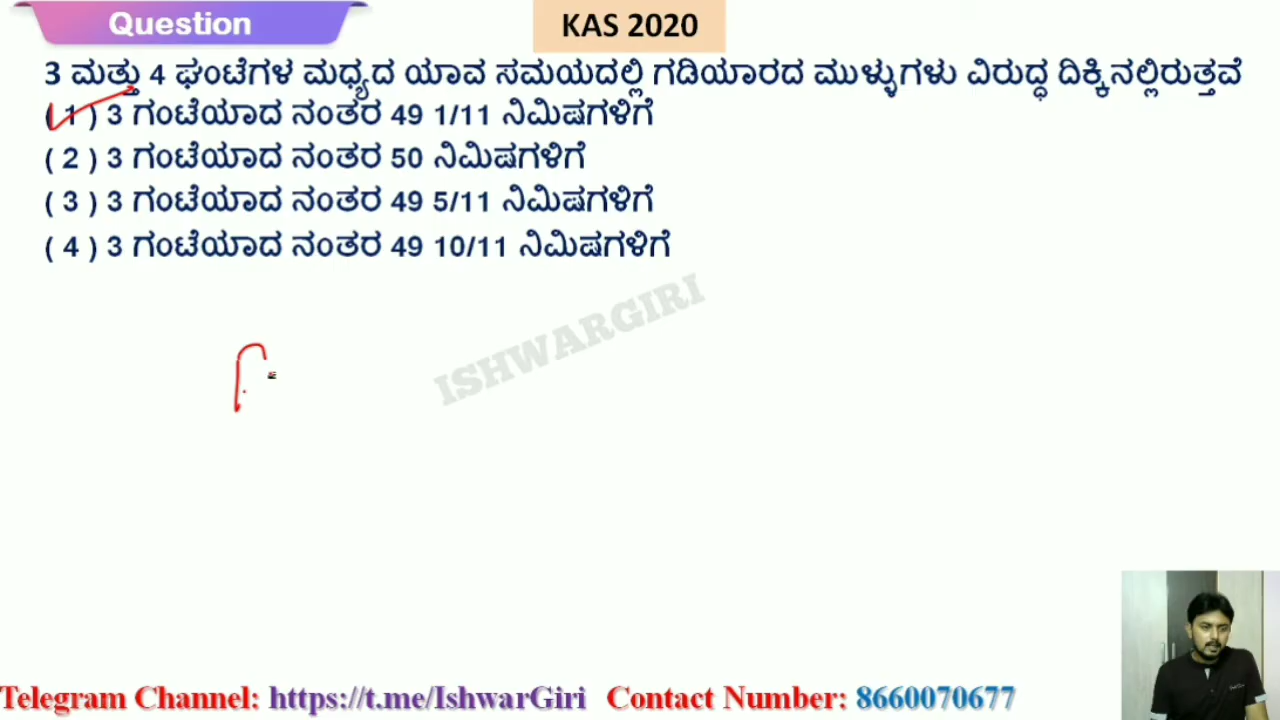 Question
KAS 2020
3 ಮತ್ತು 4 ಘಂಟೆಗಳ ಮಧ್ಯದ ಯಾವ ಸಮಯದಲ್ಲಿ ಗಡಿಯಾರದ ಮುಳ್ಳುಗಳು ವಿರುದ್ಧ ದಿಕ್ಕಿನಲ್ಲಿರುತ್ತವೆ
( 1 ) 3 ಗಂಟೆಯಾದ ನಂತರ 49 1/11 ನಿಮಿಷಗಳಿಗೆ
( 2 ) 3 ಗಂಟೆಯಾದ ನಂತರ 50 ನಿಮಿಷಗಳಿಗೆ
( 3 ) 3 ಗಂಟೆಯಾದ ನಂತರ 49 5/11 ನಿಮಿಷಗಳಿಗೆ
( 4 ) 3 ಗಂಟೆಯಾದ ನಂತರ 49 10/11 ನಿಮಿಷಗಳಿಗೆ
ISHWARGIRI
Telegram Channel: https://t.me/IshwarGiri Contact Number: 8660070677